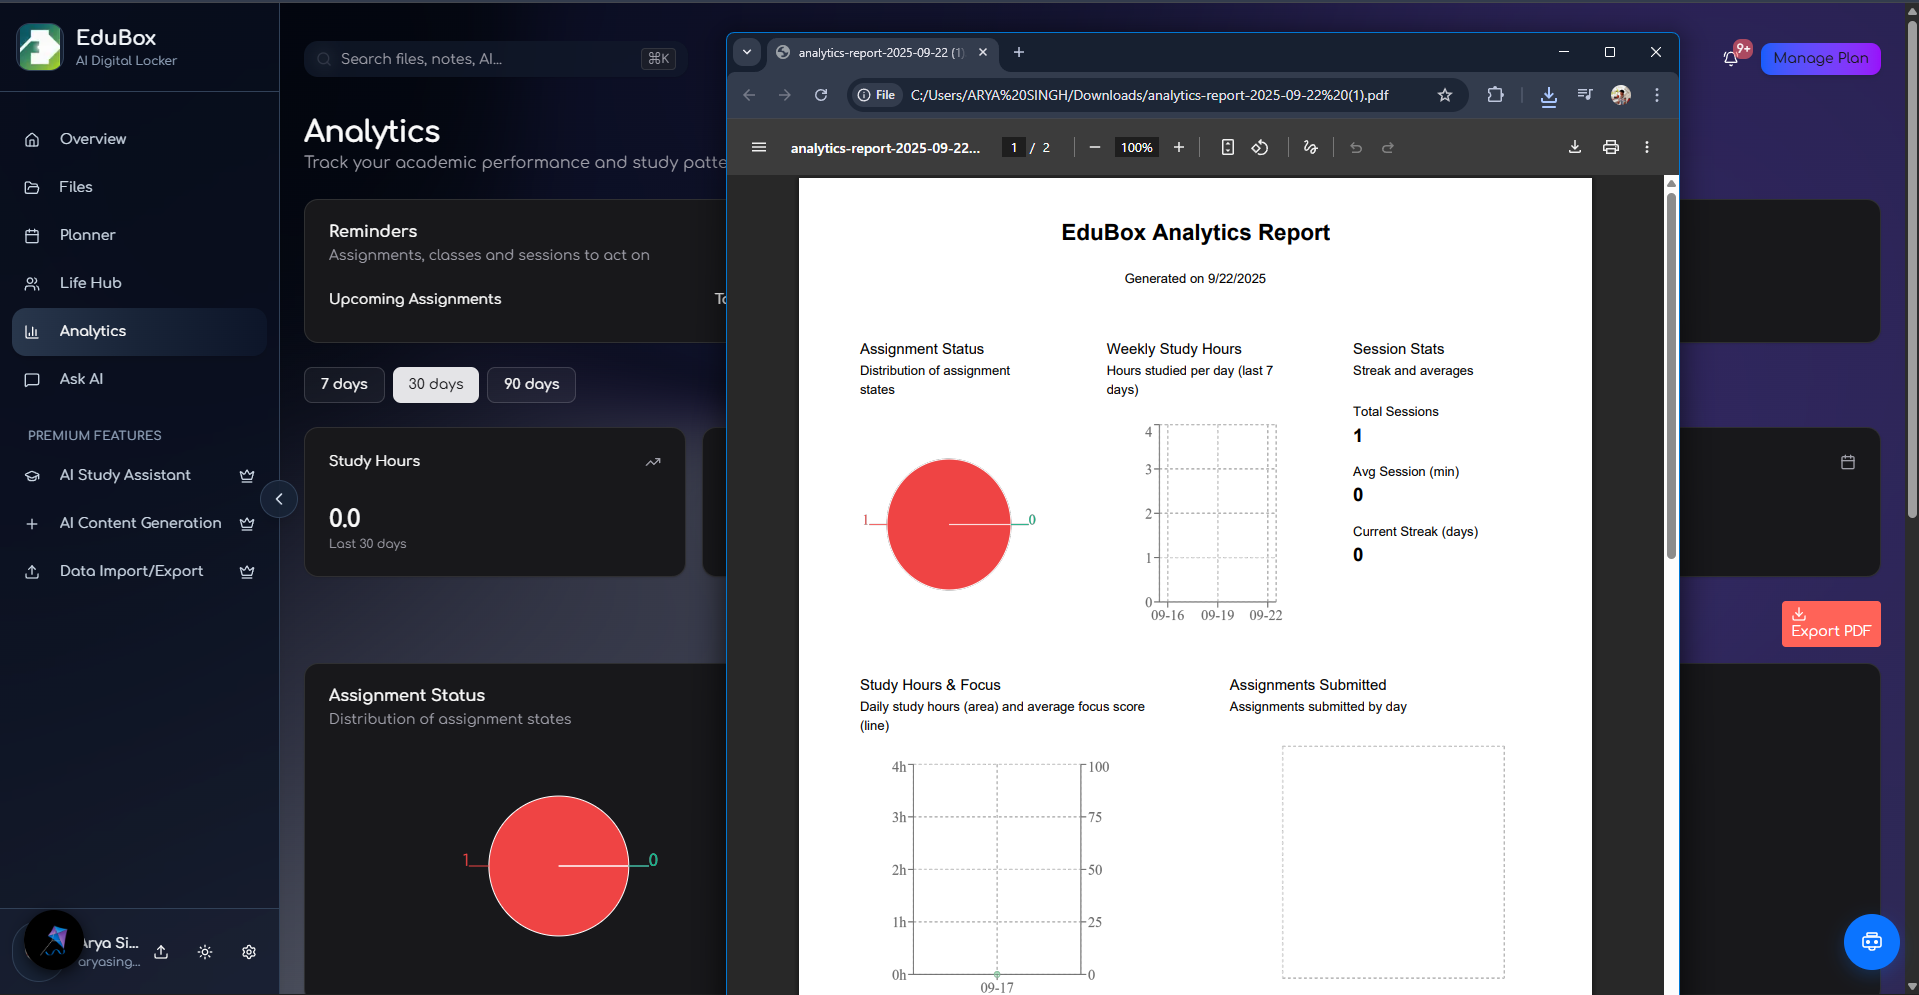 EduBox
AI Digital Locker
Overview
Files
Planner
Life Hub
Analytics
Ask AI
PREMIUM FEATURES
AI Study Assistant
AI Content Generation
Data Import/Export
Arya Si...
aryasing...
Search files, notes, AI...
⌘K
9+
Manage Plan
Analytics
Track your academic performance and study patte
Reminders
Assignments, classes and sessions to act on
Upcoming Assignments
To
7 days
30 days
90 days
Study Hours
0.0
Last 30 days
Export PDF
Assignment Status
Distribution of assignment states
1
0
analytics-report-2025-09-22 (1)
File
C:/Users/ARYA%20SINGH/Downloads/analytics-report-2025-09-22%20(1).pdf
analytics-report-2025-09-22...
1 / 2
100%
EduBox Analytics Report
Generated on 9/22/2025
Assignment Status
Distribution of assignment
states
1
0
Weekly Study Hours
Hours studied per day (last 7
days)
4
3
2
1
0
09-16 09-19 09-22
Session Stats
Streak and averages
Total Sessions
1
Avg Session (min)
0
Current Streak (days)
0
Study Hours & Focus
Daily study hours (area) and average focus score
(line)
4h 100
3h 75
2h 50
1h 25
0h 0
09-17
Assignments Submitted
Assignments submitted by day